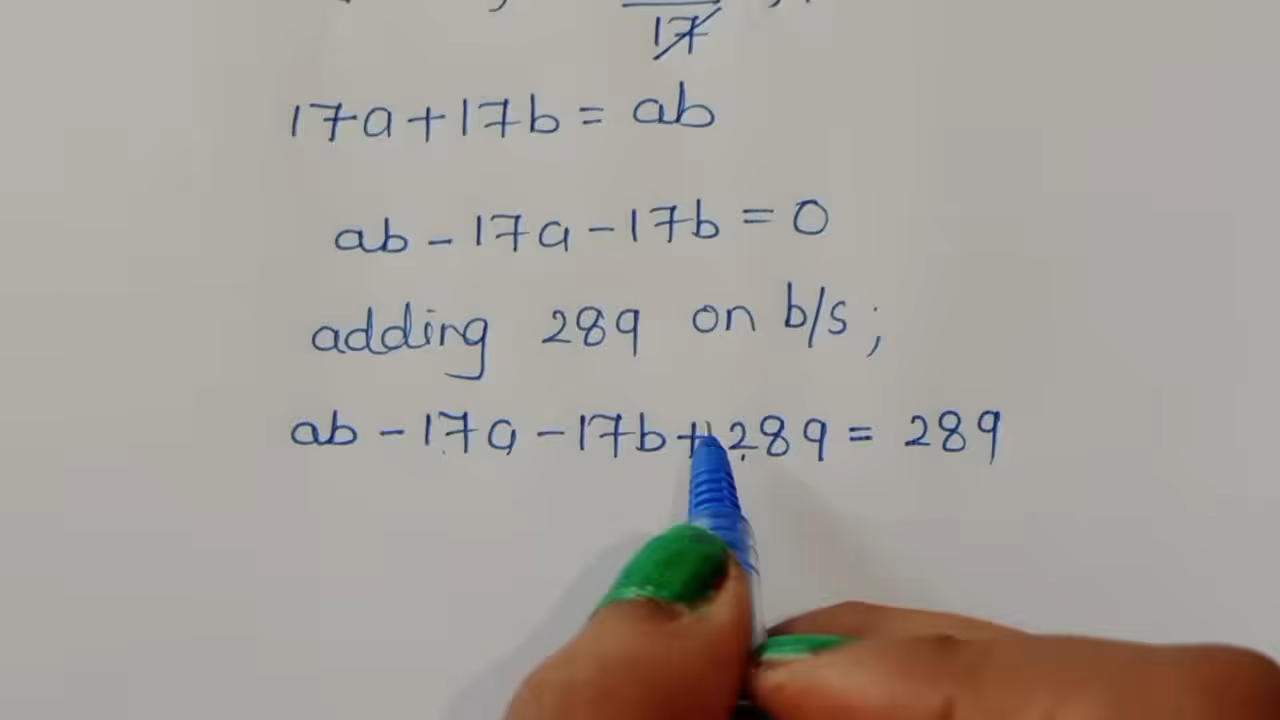 17
17a + 17b = ab
ab - 17a - 17b = 0
adding 289 on b/s ;
ab - 17a - 17b + 289 = 289